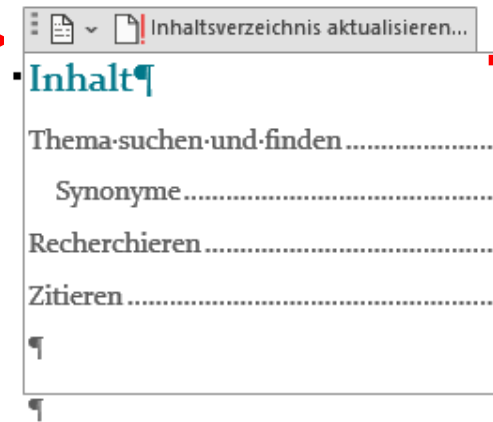 Inhaltsverzeichnis aktualisieren...
Inhalt¶
Thema·suchen·und·finden....................
Synonyme..........................................
Recherchieren.......................................
Zitieren.................................................
¶
¶